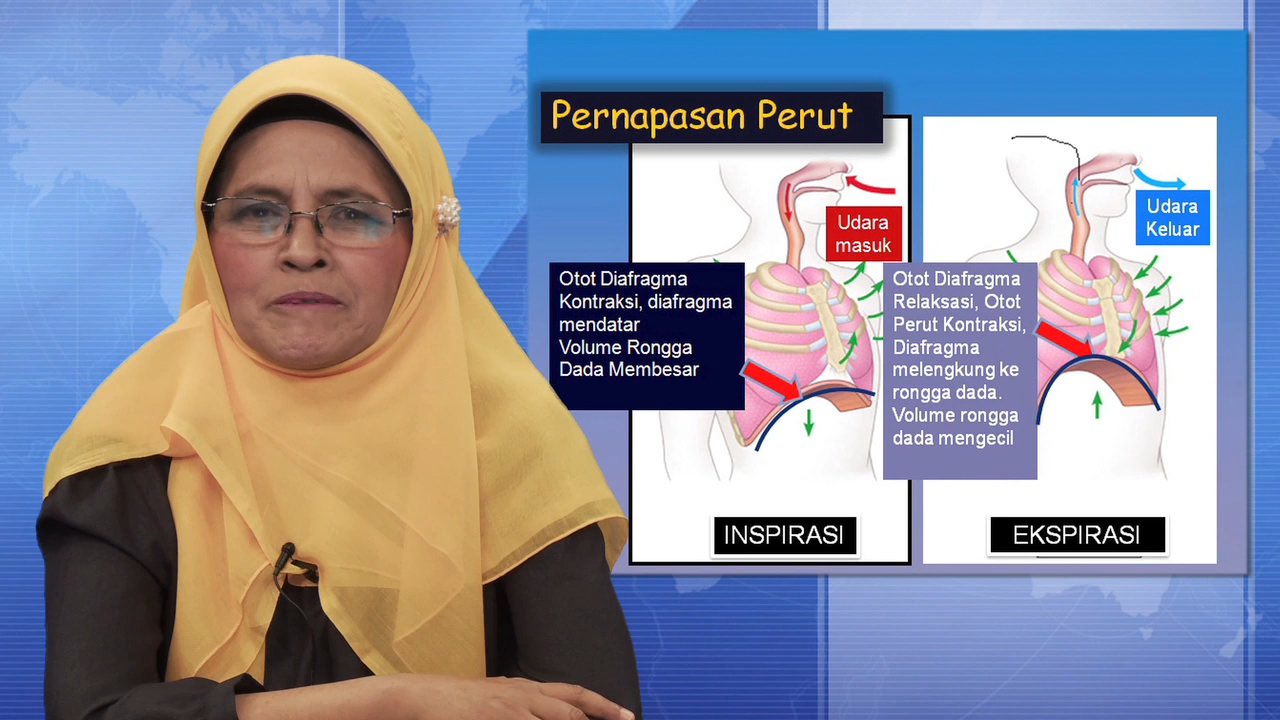 Pernapasan Perut
Udara
masuk
Otot Diafragma
Kontraksi, diafragma
mendatar
Volume Rongga
Dada Membesar
INSPIRASI
Udara
Keluar
Otot Diafragma
Relaksasi, Otot
Perut Kontraksi,
Diafragma
melengkung ke
rongga dada.
Volume rongga
dada mengecil
EKSPIRASI